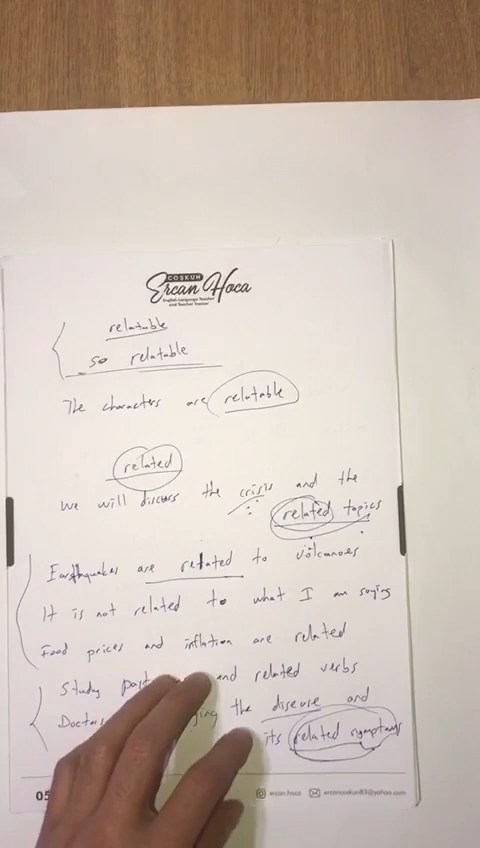 COSKUN
Ercan Hoca
English Language Teacher
and Teacher Trainer
relatable
so relatable
The characters are relatable
related
We will discuss the crisis and the
related topics
Earthquakes are related to volcanoes
It is not related to what I am saying
Food prices and inflation are related
Study past and related verbs
Doctors the disease and
its related symptoms
05
ercan.hoca
ercancoskun83@yahoo.com